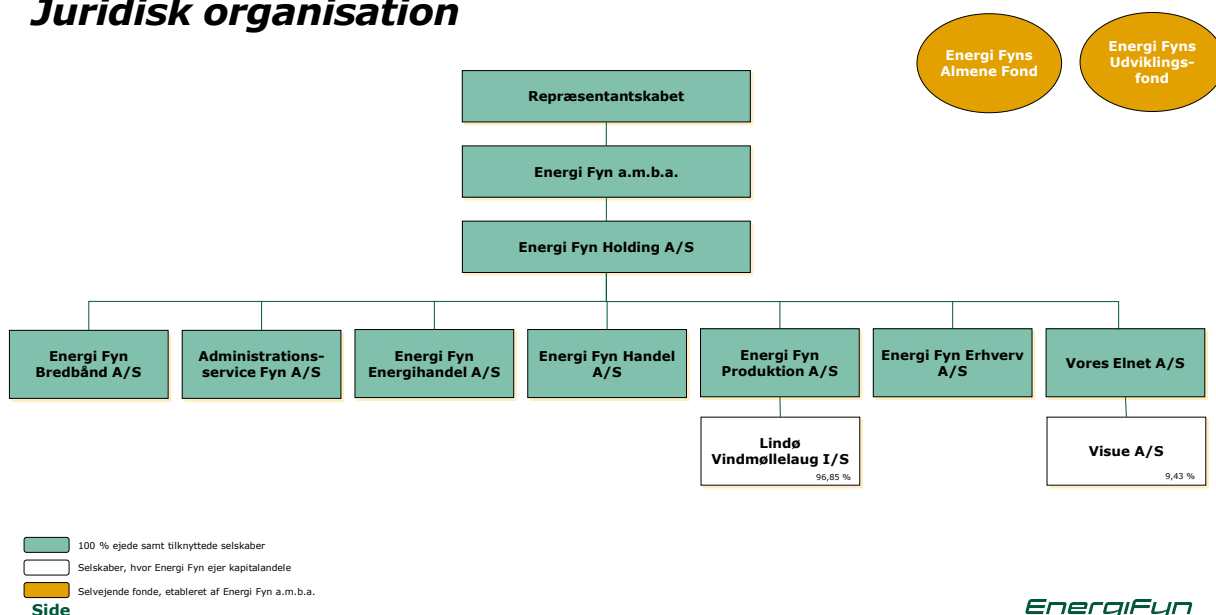 Juridisk organisation
Energi Fyns
Almene Fond
Energi Fyns
Udviklings-
fond
Repræsentantskabet
Energi Fyn a.m.b.a.
Energi Fyn Holding A/S
Energi Fyn
Bredbånd A/S
Administrations-
service Fyn A/S
Energi Fyn
Energihandel A/S
Energi Fyn Handel
A/S
Energi Fyn
Produktion A/S
Energi Fyn Erhverv
A/S
Vores Elnet A/S
Lindø
Vindmøllelaug I/S
96,85 %
Visue A/S
9,43 %
100 % ejede samt tilknyttede selskaber
Selskaber, hvor Energi Fyn ejer kapitalandele
Selvejende fonde, etableret af Energi Fyn a.m.b.a.
Side
EnergiFyn